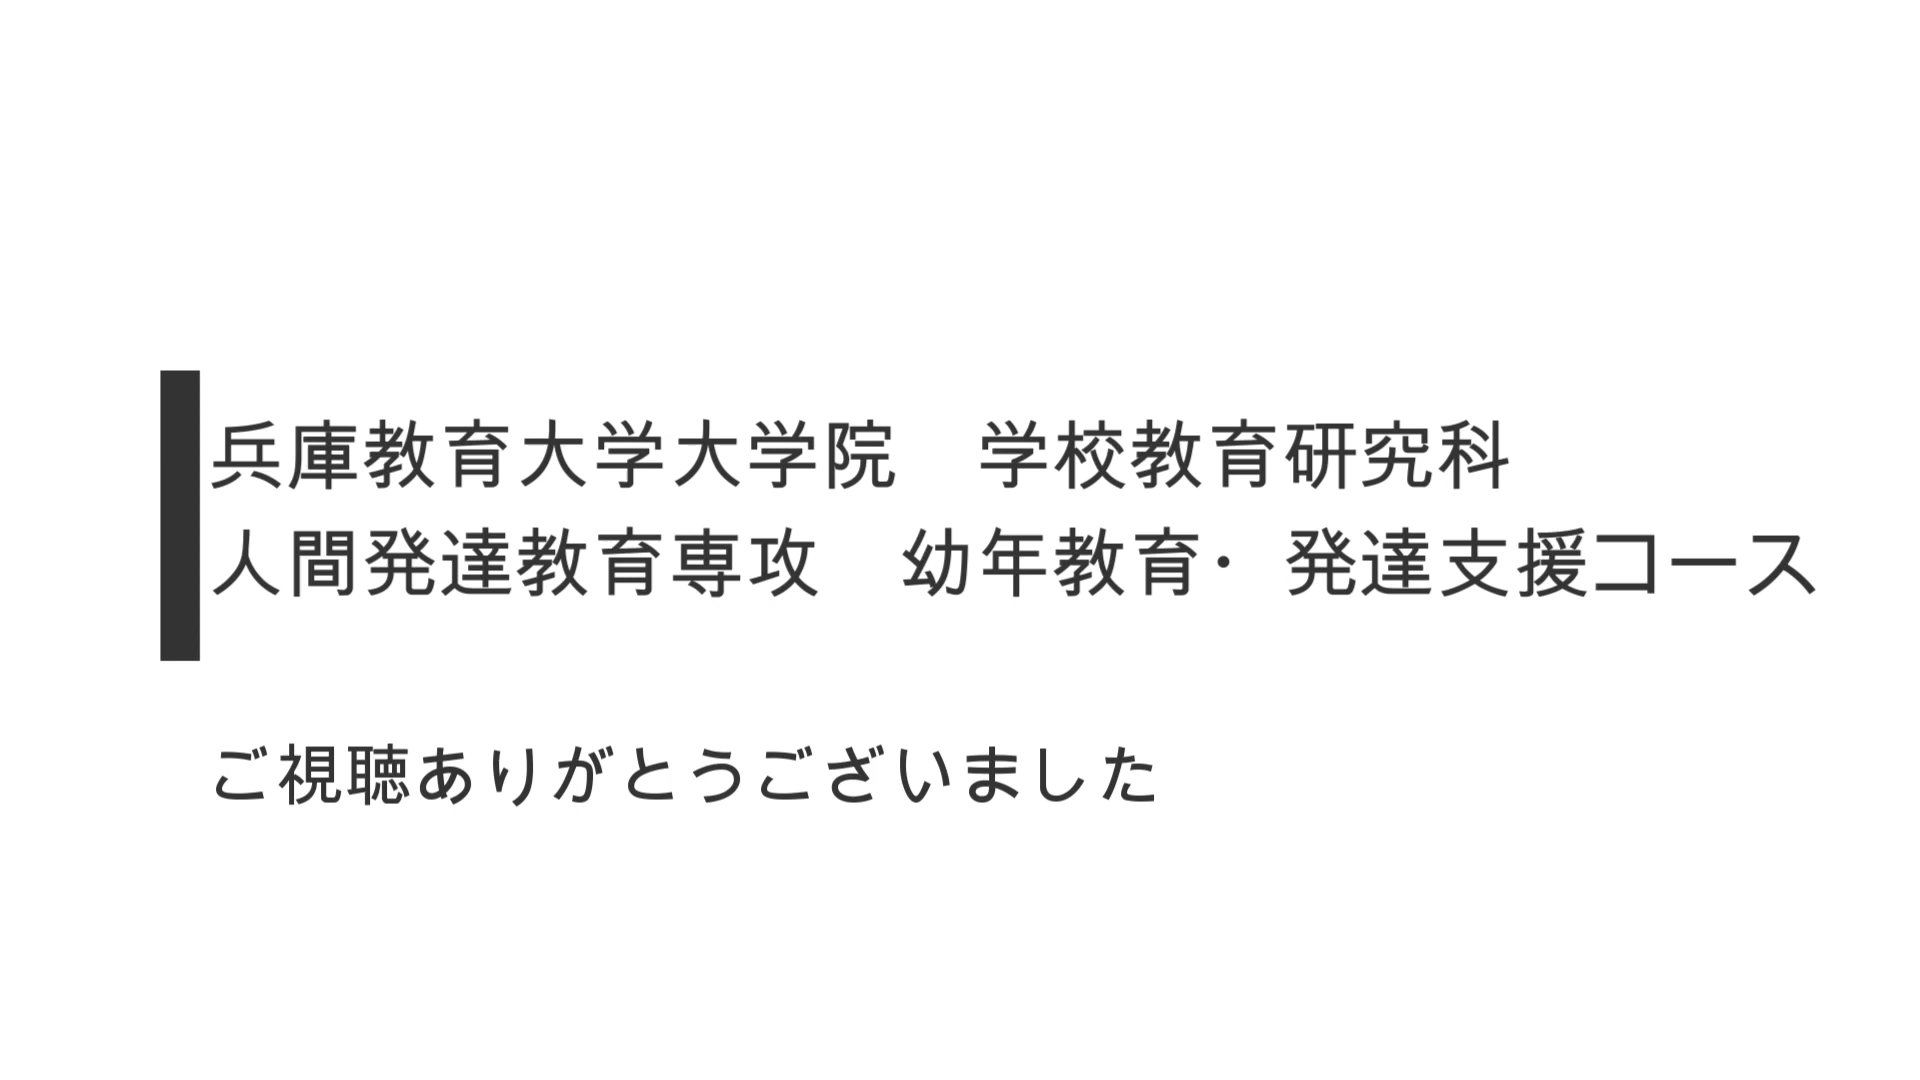 兵庫教育大学大学院　学校教育研究科
人間発達教育専攻　幼年教育・発達支援コース
ご視聴ありがとうございました